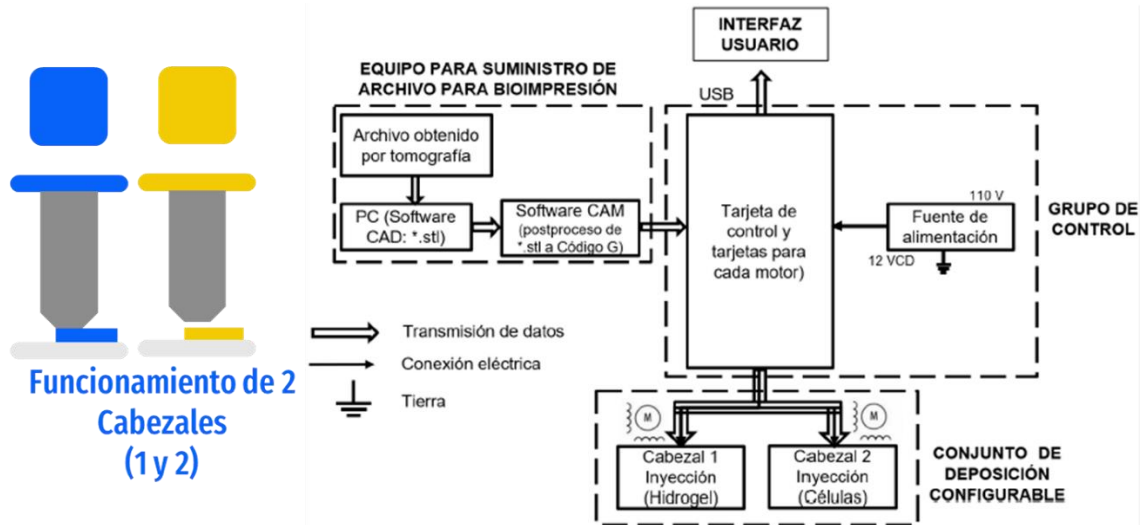 Funcionamiento de 2
Cabezales
(1 y 2)
INTERFAZ
USUARIO
USB
EQUIPO PARA SUMINISTRO DE
ARCHIVO PARA BIOIMPRESIÓN
Archivo obtenido
por tomografía
PC (Software
CAD: *.stl)
Software CAM
(postproceso de
*.stl a Código G)
Tarjeta de
control y
tarjetas para
cada motor)
110 V
Fuente de
alimentación
12 VCD
GRUPO DE
CONTROL
Transmisión de datos
Conexión eléctrica
Tierra
M
M
Cabezal 1
Inyección
(Hidrogel)
Cabezal 2
Inyección
(Células)
CONJUNTO DE
DEPOSICIÓN
CONFIGURABLE